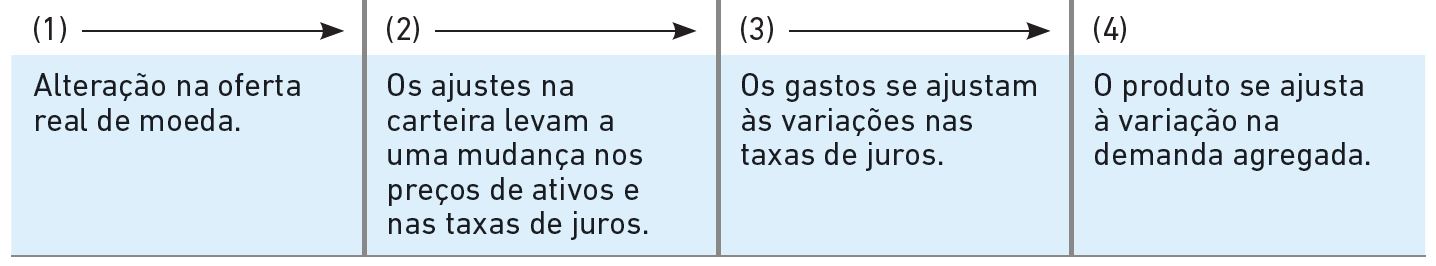 (1)
Alteração na oferta
real de moeda.
(2)
Os ajustes na
carteira levam a
uma mudança nos
preços de ativos e
nas taxas de juros.
(3)
Os gastos se ajustam
às variações nas
taxas de juros.
(4)
O produto se ajusta
à variação na
demanda agregada.